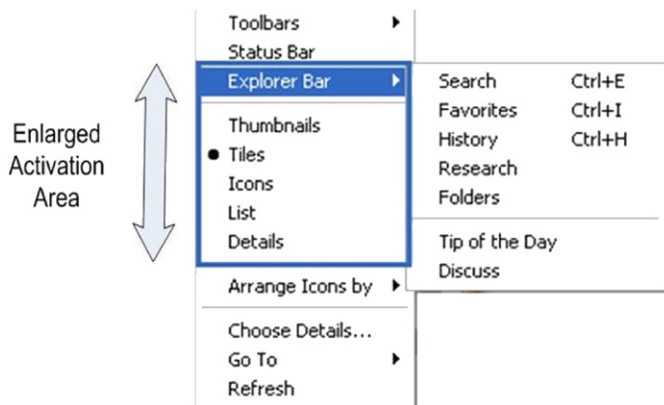 Toolbars
Status Bar
Explorer Bar
Thumbnails
Tiles
Icons
List
Details
Arrange Icons by
Choose Details...
Go To
Refresh
Search Ctrl+E
Favorites Ctrl+I
History Ctrl+H
Research
Folders
Tip of the Day
Discuss
Enlarged
Activation
Area